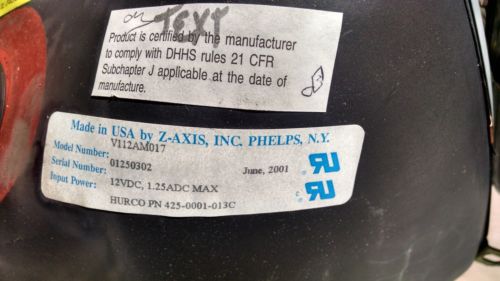 TEXT
Product is certified by the manufacturer
to comply with DHHS rules 21 CFR
Subchapter J applicable at the date of
manufacture.
Made in USA by Z-AXIS, INC. PHELPS, N.Y.
Model Number: V112AM017
Serial Number: 01250302 June, 2001
Input Power: 12VDC, 1.25ADC MAX
HURCO PN 425-0001-013C